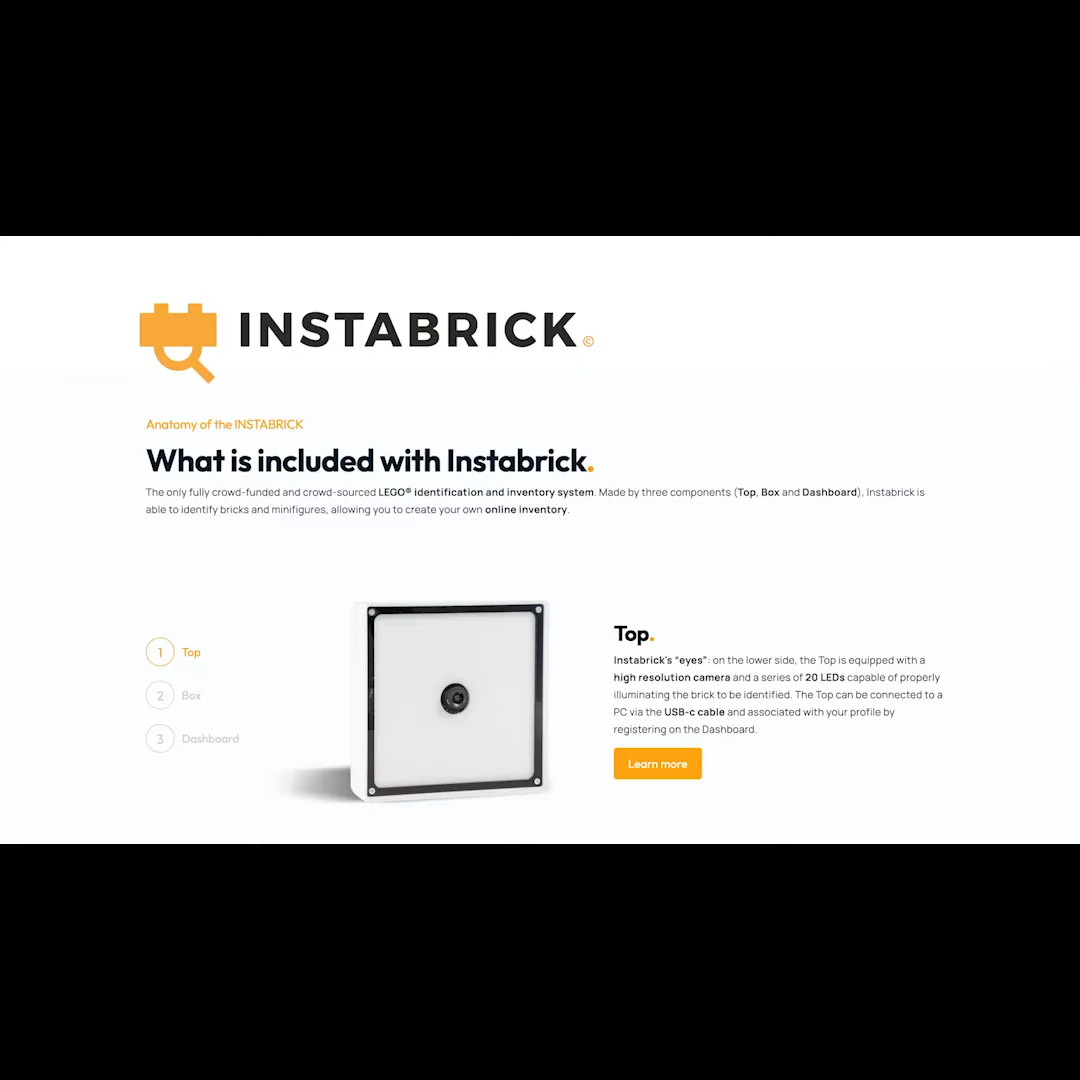 INSTABRICK©
Anatomy of the INSTABRICK
What is included with Instabrick.
The only fully crowd-funded and crowd-sourced LEGO® identification and inventory system. Made by three components (Top, Box and Dashboard), Instabrick is
able to identify bricks and minifigures, allowing you to create your own online inventory.
1 Top
2 Box
3 Dashboard
Top.
Instabrick's “eyes”: on the lower side, the Top is equipped with a
high resolution camera and a series of 20 LEDs capable of properly
illuminating the brick to be identified. The Top can be connected to a
PC via the USB-c cable and associated with your profile by
registering on the Dashboard.
Learn more